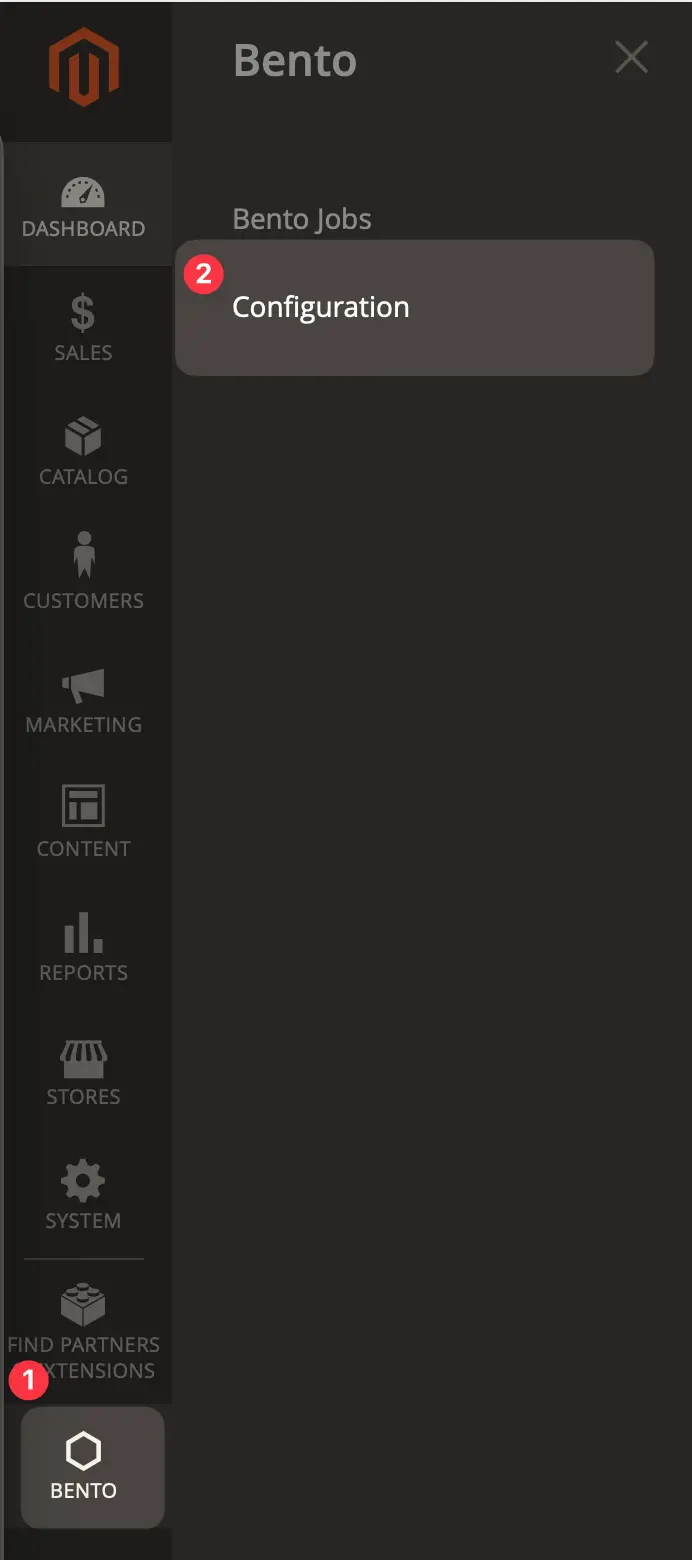 Bento
DASHBOARD
Bento Jobs
2
Configuration
SALES
CATALOG
CUSTOMERS
MARKETING
CONTENT
REPORTS
STORES
SYSTEM
FIND PARTNERS
XTENSIONS
1
BENTO